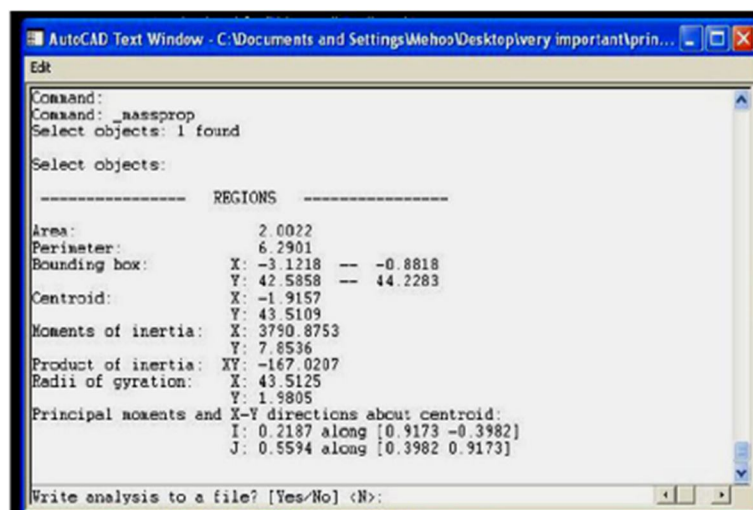 AutoCAD Text Window - C:\Documents and Settings\Mehoo\Desktop\very important\prin...
Edit
Command:
Command: _massprop
Select objects: 1 found
Select objects:
---------------- REGIONS ----------------
Area: 2.0022
Perimeter: 6.2901
Bounding box: X: -3.1218 -- -0.8818
Y: 42.5858 -- 44.2283
Centroid: X: -1.9157
Y: 43.5109
Moments of inertia: X: 3790.8753
Y: 7.8536
Product of inertia: XY: -167.0207
Radii of gyration: X: 43.5125
Y: 1.9805
Principal moments and X-Y directions about centroid:
I: 0.2187 along [0.9173 -0.3982]
J: 0.5594 along [0.3982 0.9173]
Write analysis to a file? [Yes/No] <N>: